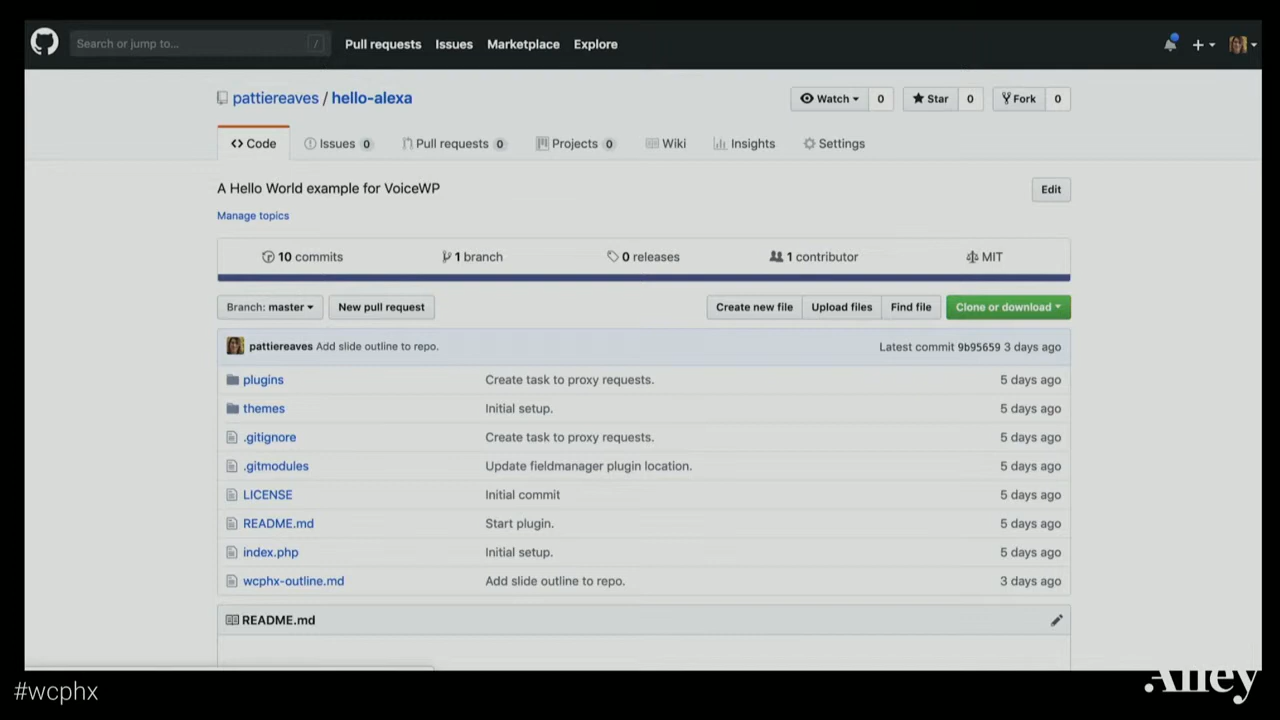 Search or jump to... /
Pull requests Issues Marketplace Explore
pattiereaves / hello-alexa
Watch 0 Star 0 Fork 0
Code Issues 0 Pull requests 0 Projects 0 Wiki Insights Settings
A Hello World example for VoiceWP
Edit
Manage topics
10 commits 1 branch 0 releases 1 contributor MIT
Branch: master New pull request Create new file Upload files Find file Clone or download
pattiereaves Add slide outline to repo. Latest commit 9b95659 3 days ago
plugins Create task to proxy requests. 5 days ago
themes Initial setup. 5 days ago
.gitignore Create task to proxy requests. 5 days ago
.gitmodules Update fieldmanager plugin location. 5 days ago
LICENSE Initial commit 5 days ago
README.md Start plugin. 5 days ago
index.php Initial setup. 5 days ago
wcphx-outline.md Add slide outline to repo. 3 days ago
README.md
#wcphx
Alley